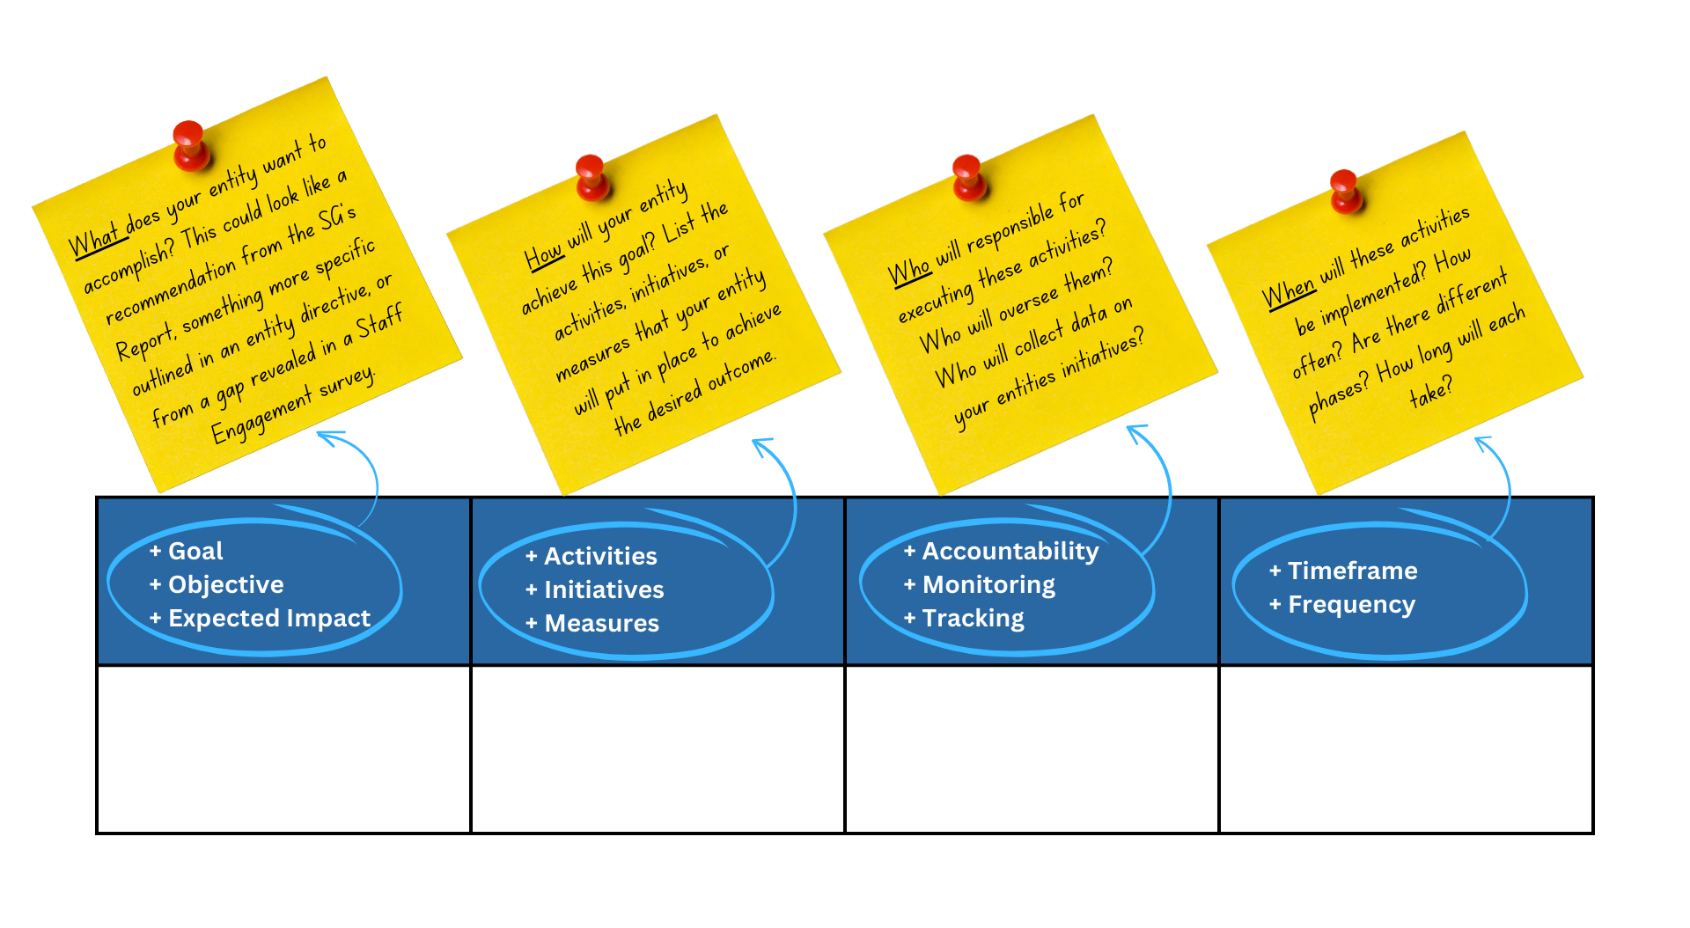 What does your entity want to
accomplish? This could look like a
recommendation from the SG's
Report, something more specific
outlined in an entity directive, or
from a gap revealed in a Staff
Engagement survey.
How will your entity
achieve this goal? List the
activities, initiatives, or
measures that your entity
will put in place to achieve
the desired outcome.
Who will responsible for
executing these activities?
Who will oversee them?
Who will collect data on
your entities initiatives?
When will these activities
be implemented? How
often? Are there different
phases? How long will each
take?
+ Goal
+ Objective
+ Expected Impact
+ Activities
+ Initiatives
+ Measures
+ Accountability
+ Monitoring
+ Tracking
+ Timeframe
+ Frequency